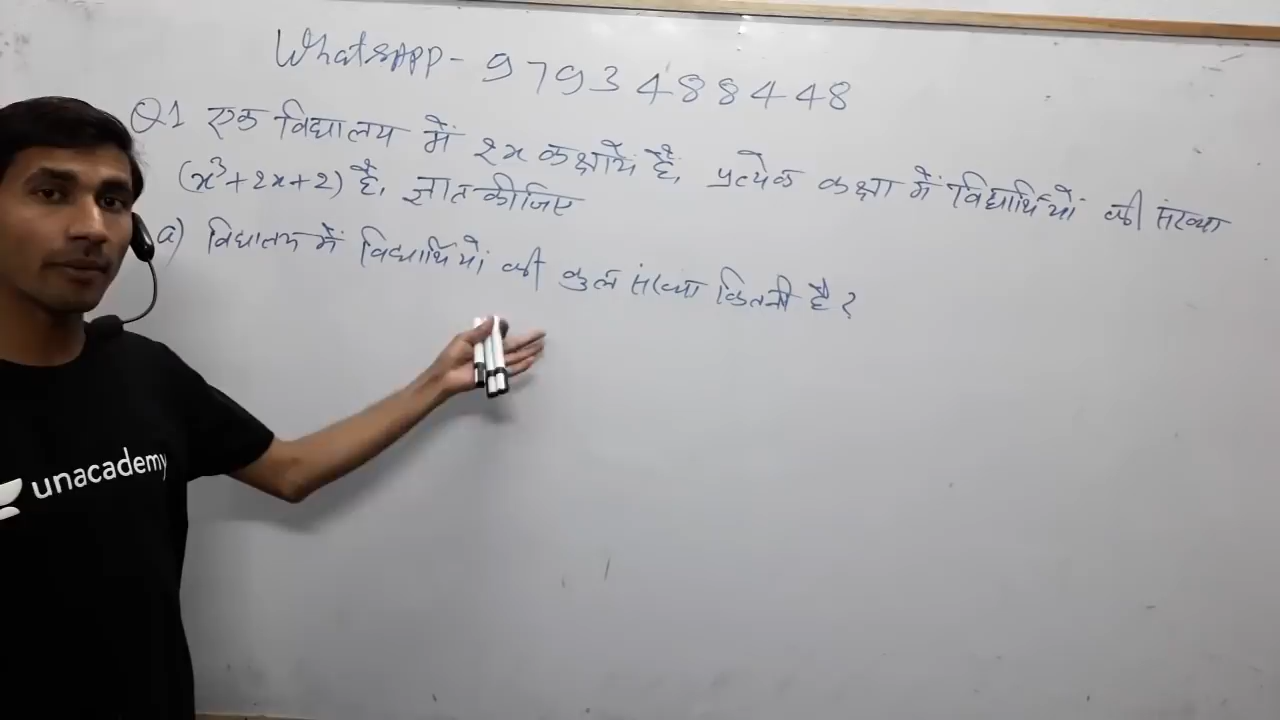 WhatsAPP - 9793488448
Q1 एक विद्यालय में 2x कक्षायें हैं, प्रत्येक कक्षा में विद्यार्थियों की संख्या
(x³+2x+2) है, ज्ञात कीजिए
a) विद्यालय में विद्यार्थियों की कुल संख्या कितनी है?
unacademy